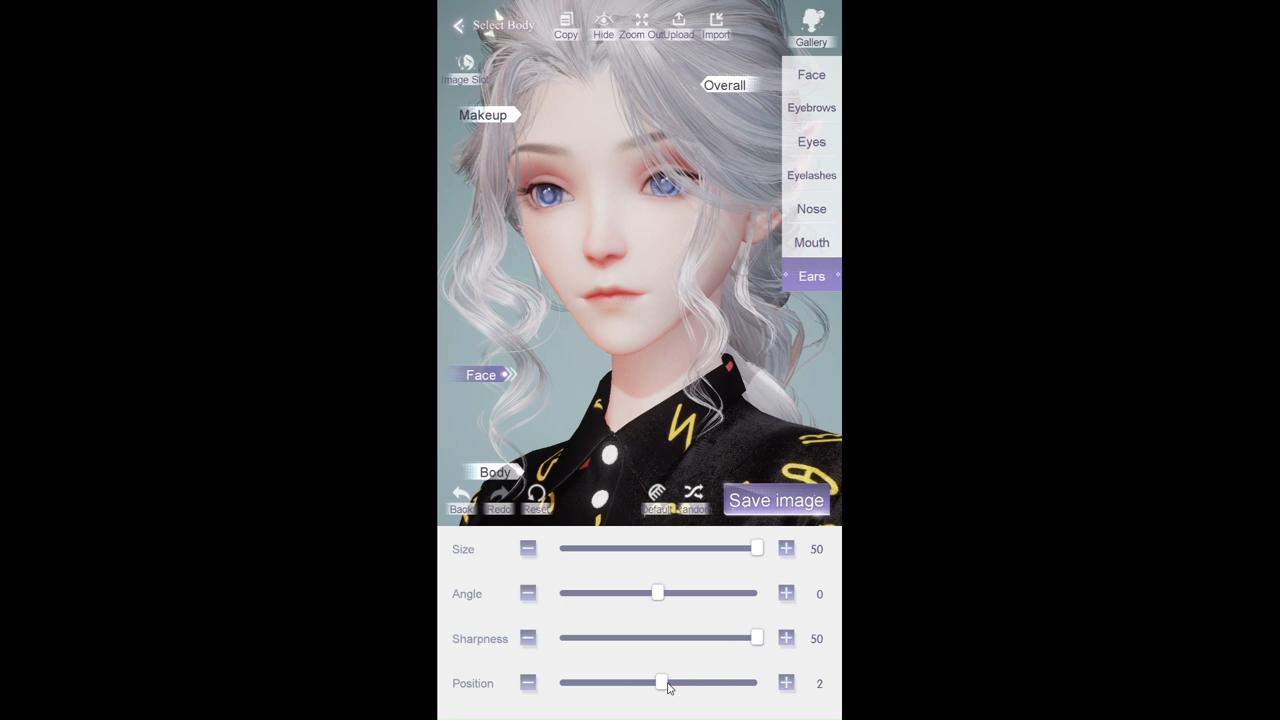 Select Body
Copy
Hide
Zoom Out
Upload
Import
Gallery
Image Slot
Makeup
Overall
Face
Eyebrows
Eyes
Eyelashes
Nose
Mouth
Ears
Face
Body
Back
Redo
Reset
Default
Random
Save image
Size 50
Angle 0
Sharpness 50
Position 2